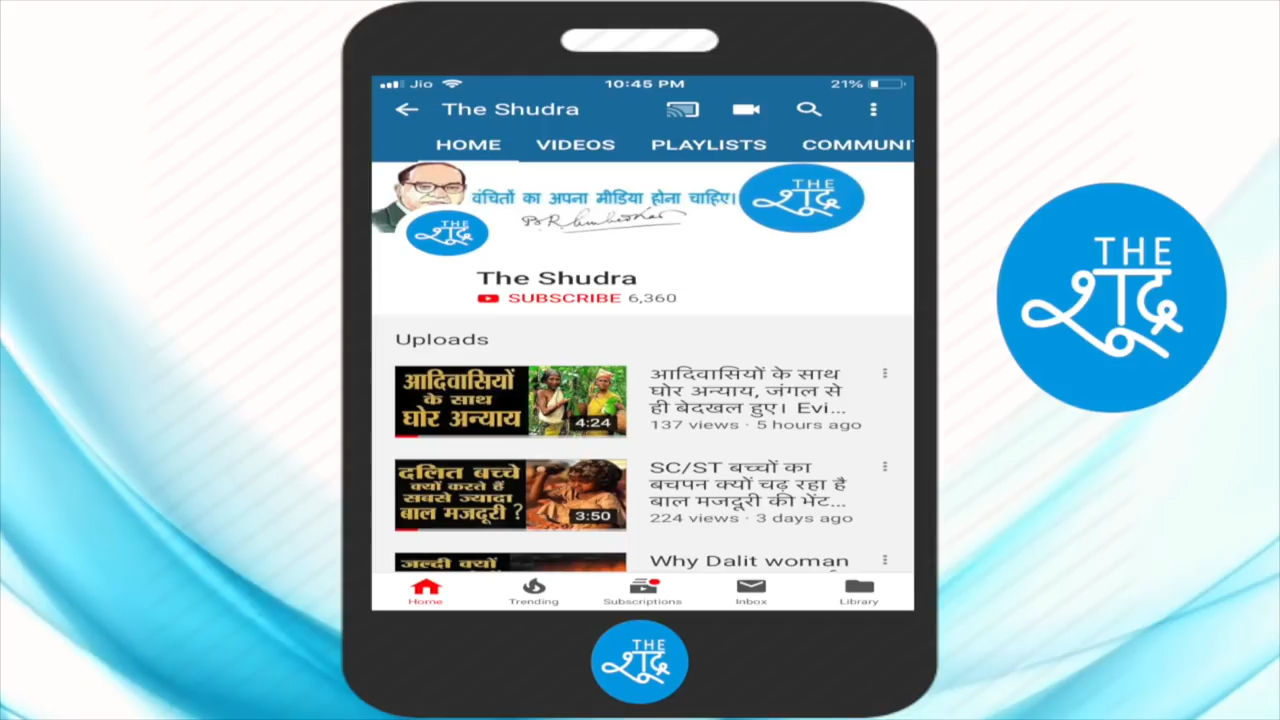 Jio
10:45 PM
21%
The Shudra
HOME VIDEOS PLAYLISTS COMMUNI
वंचितों का अपना मीडिया होना चाहिए।
THE
शूद्र
THE
शूद्र
The Shudra
SUBSCRIBE 6,360
Uploads
आदिवासियों
के साथ
घोर अन्याय
4:24
आदिवासियों के साथ
घोर अन्याय, जंगल से
ही बेदखल हुए। Evi...
137 views · 5 hours ago
दलित बच्चे
क्यों करते हैं
सबसे ज्यादा
बाल मजदूरी ?
3:50
SC/ST बच्चों का
बचपन क्यों चढ़ रहा है
बाल मजदूरी की भेंट...
224 views · 3 days ago
जल्दी क्यों
Why Dalit woman
Home Trending Subscriptions Inbox Library
THE
शूद्र
THE
शूद्र